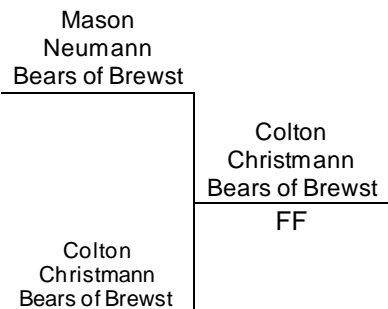 Mason
Neumann
Bears of Brewst
Colton
Christmann
Bears of Brewst
FF
Colton
Christmann
Bears of Brewst